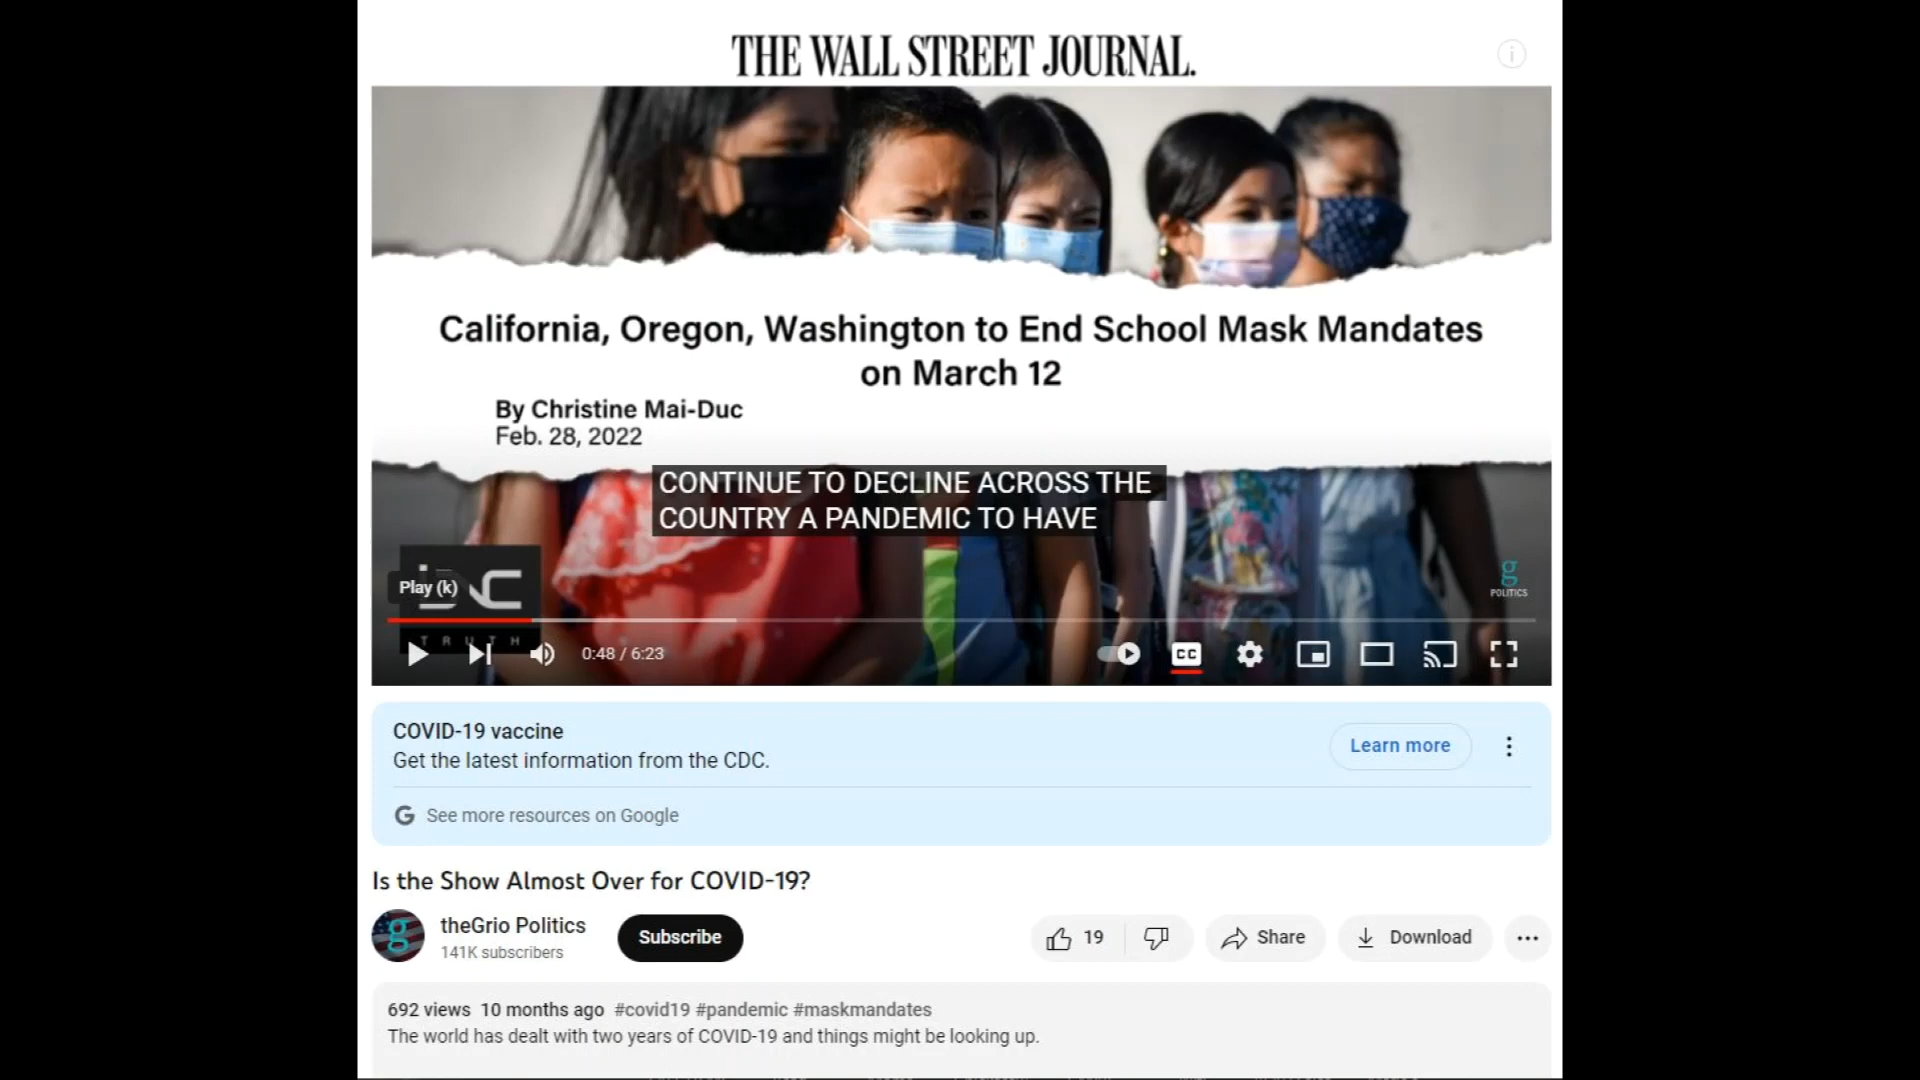 THE WALL STREET JOURNAL.
California, Oregon, Washington to End School Mask Mandates
on March 12
By Christine Mai-Duc
Feb. 28, 2022
CONTINUE TO DECLINE ACROSS THE
COUNTRY A PANDEMIC TO HAVE
Play (k)
TRUTH
g
POLITICS
0:48 / 6:23
CC
COVID-19 vaccine
Get the latest information from the CDC.
Learn more
G See more resources on Google
Is the Show Almost Over for COVID-19?
g
theGrio Politics
141K subscribers
Subscribe
19
Share
Download
692 views 10 months ago #covid19 #pandemic #maskmandates
The world has dealt with two years of COVID-19 and things might be looking up.